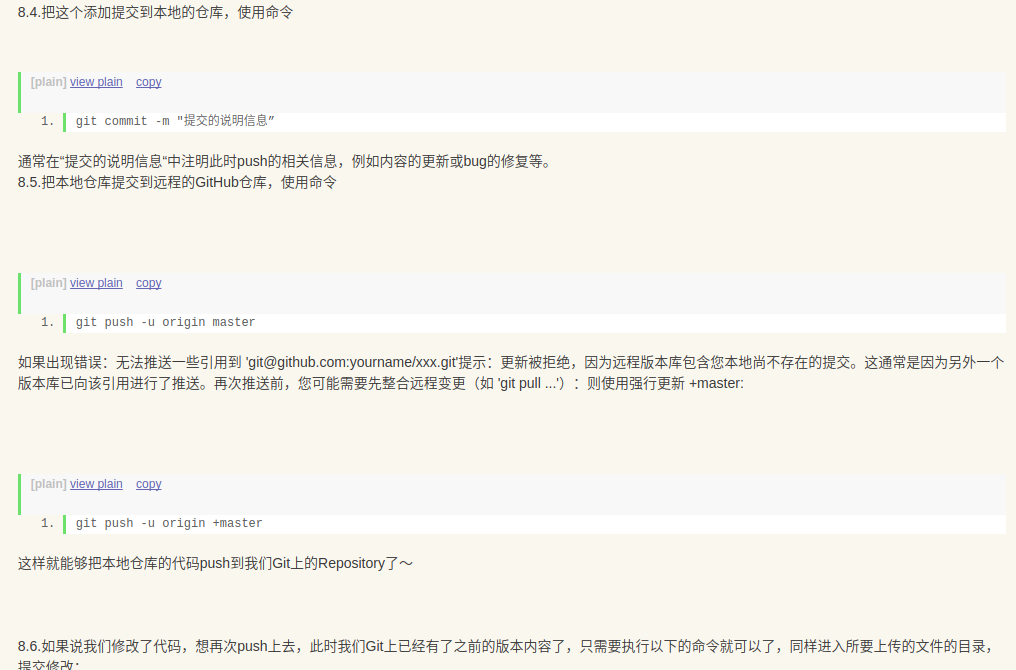 8.4.把这个添加提交到本地的仓库，使用命令
[plain] view plain copy
1. git commit -m "提交的说明信息”
通常在“提交的说明信息“中注明此时push的相关信息，例如内容的更新或bug的修复等。
8.5.把本地仓库提交到远程的GitHub仓库，使用命令
[plain] view plain copy
1. git push -u origin master
如果出现错误：无法推送一些引用到 'git@github.com:yourname/xxx.git'提示：更新被拒绝，因为远程版本库包含您本地尚不存在的提交。这通常是因为另外一个
版本库已向该引用进行了推送。再次推送前，您可能需要先整合远程变更（如 'git pull ...'）：则使用强行更新 +master:
[plain] view plain copy
1. git push -u origin +master
这样就能够把本地仓库的代码push到我们Git上的Repository了～
8.6.如果说我们修改了代码，想再次push上去，此时我们Git上已经有了之前的版本内容了，只需要执行以下的命令就可以了，同样进入所要上传的文件的目录，
提交修改：